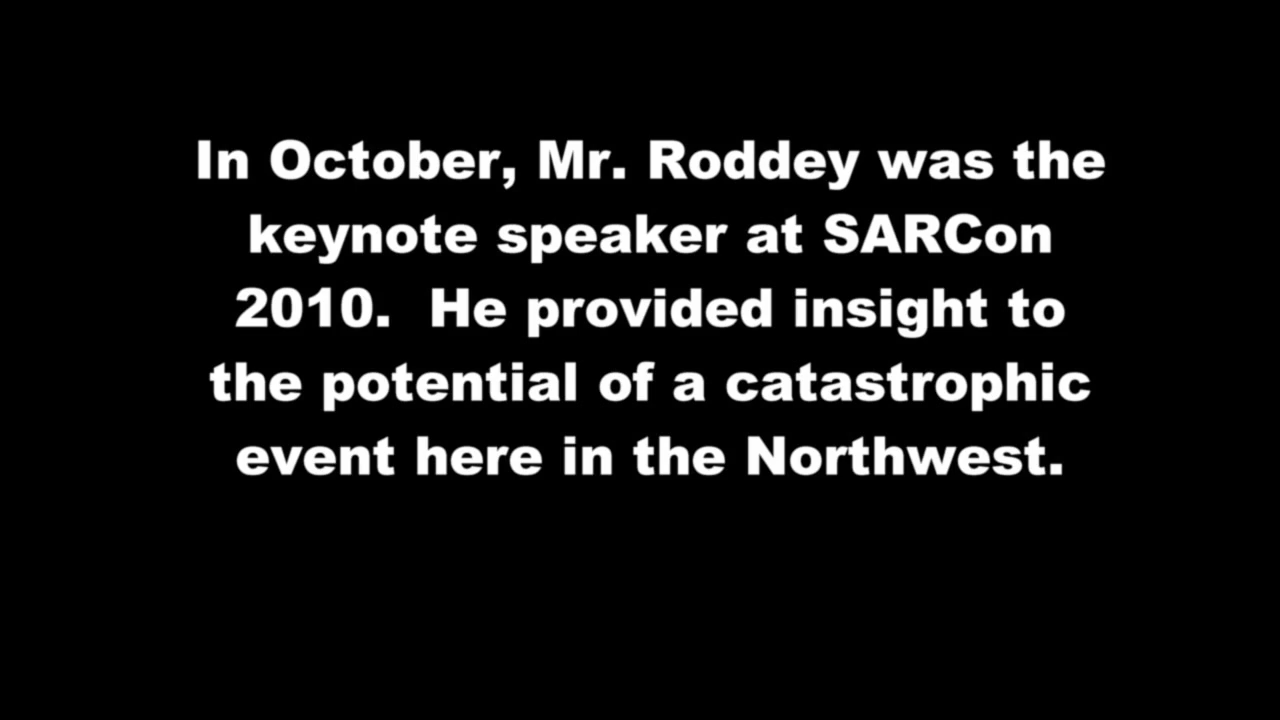 In October, Mr. Roddey was the
keynote speaker at SARCon
2010.  He provided insight to
the potential of a catastrophic
event here in the Northwest.